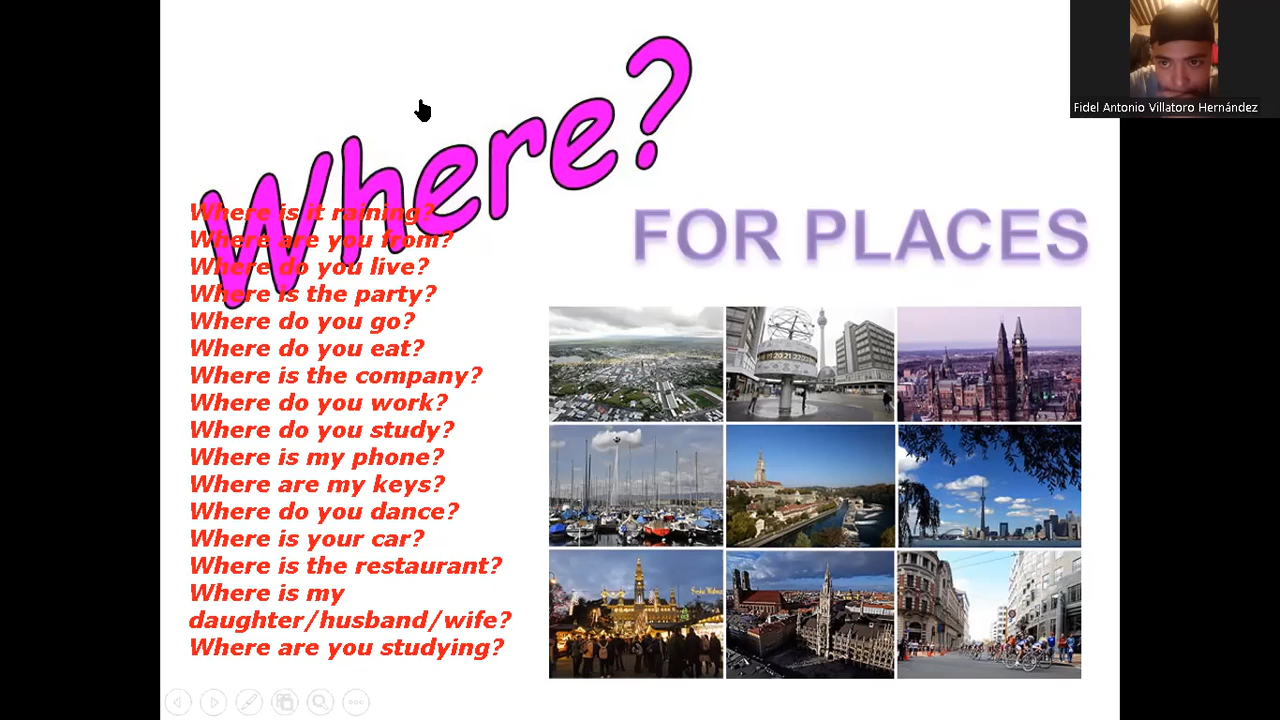 Where?
FOR PLACES
Where is it raining?
Where are you from?
Where do you live?
Where is the party?
Where do you go?
Where do you eat?
Where is the company?
Where do you work?
Where do you study?
Where is my phone?
Where are my keys?
Where do you dance?
Where is your car?
Where is the restaurant?
Where is my
daughter/husband/wife?
Where are you studying?
Fidel Antonio Villatoro Hernández